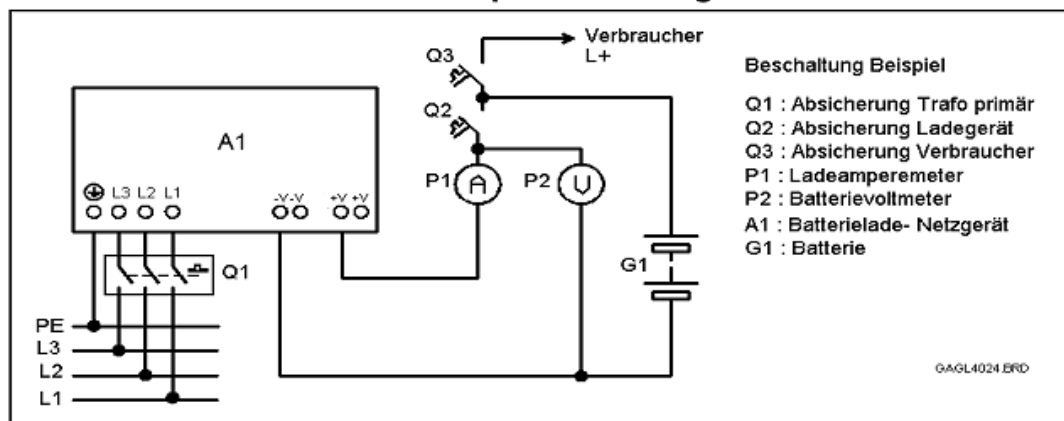 Verbraucher
L+
Q3
Q2
Beschaltung Beispiel
Q1 : Absicherung Trafo primär
Q2 : Absicherung Ladegerät
Q3 : Absicherung Verbraucher
P1 : Ladeamperemeter
P2 : Batterievoltmeter
A1 : Batterielade- Netzgerät
G1 : Batterie
A1
L3 L2 L1
-V -V
+V +V
P1
A
P2
V
G1
Q1
PE
L3
L2
L1
GAGL4024.BRD